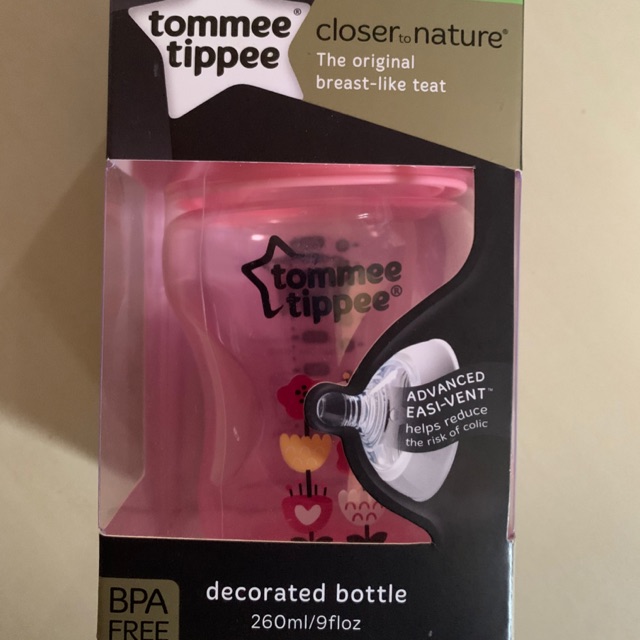 tommee®
tippee
closer to nature®
The original
breast-like teat
tommee
tippee®
ADVANCED
EASI-VENT™
helps reduce
the risk of colic
decorated bottle
BPA
260ml/9floz
FREE